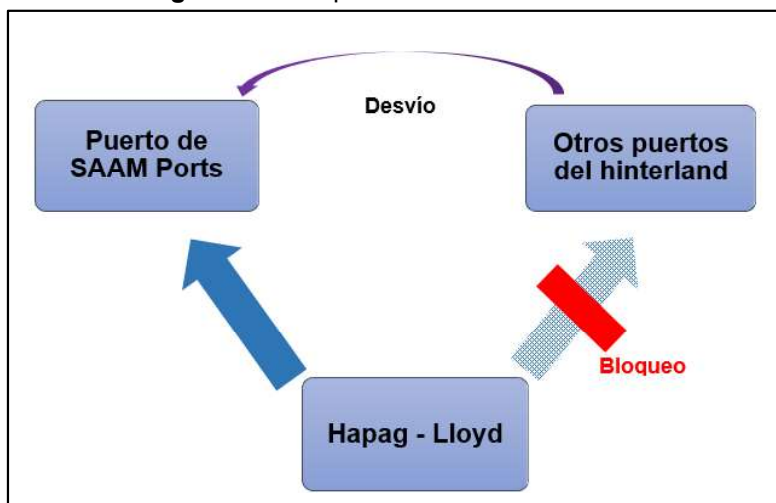 Desvío
Puerto de
SAAM Ports
Otros puertos
del hinterland
Bloqueo
Hapag - Lloyd